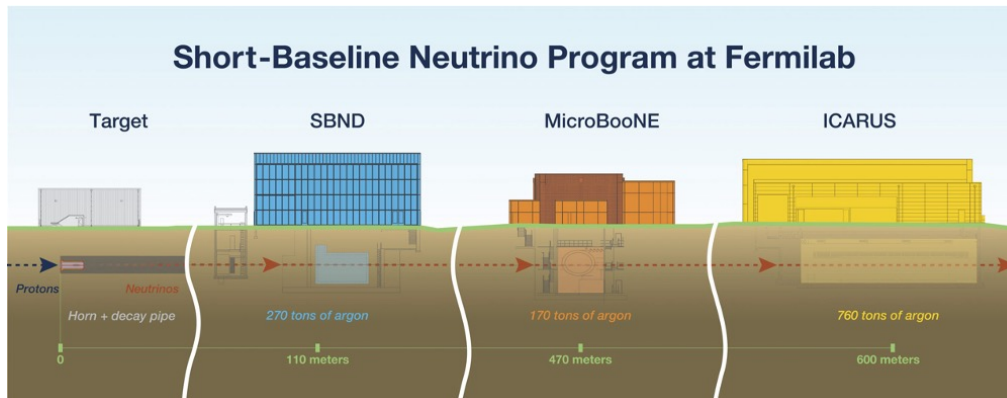 Short-Baseline Neutrino Program at Fermilab
Target
SBND
MicroBooNE
ICARUS
Protons
Neutrinos
Horn + decay pipe
270 tons of argon
170 tons of argon
760 tons of argon
0
110 meters
470 meters
600 meters